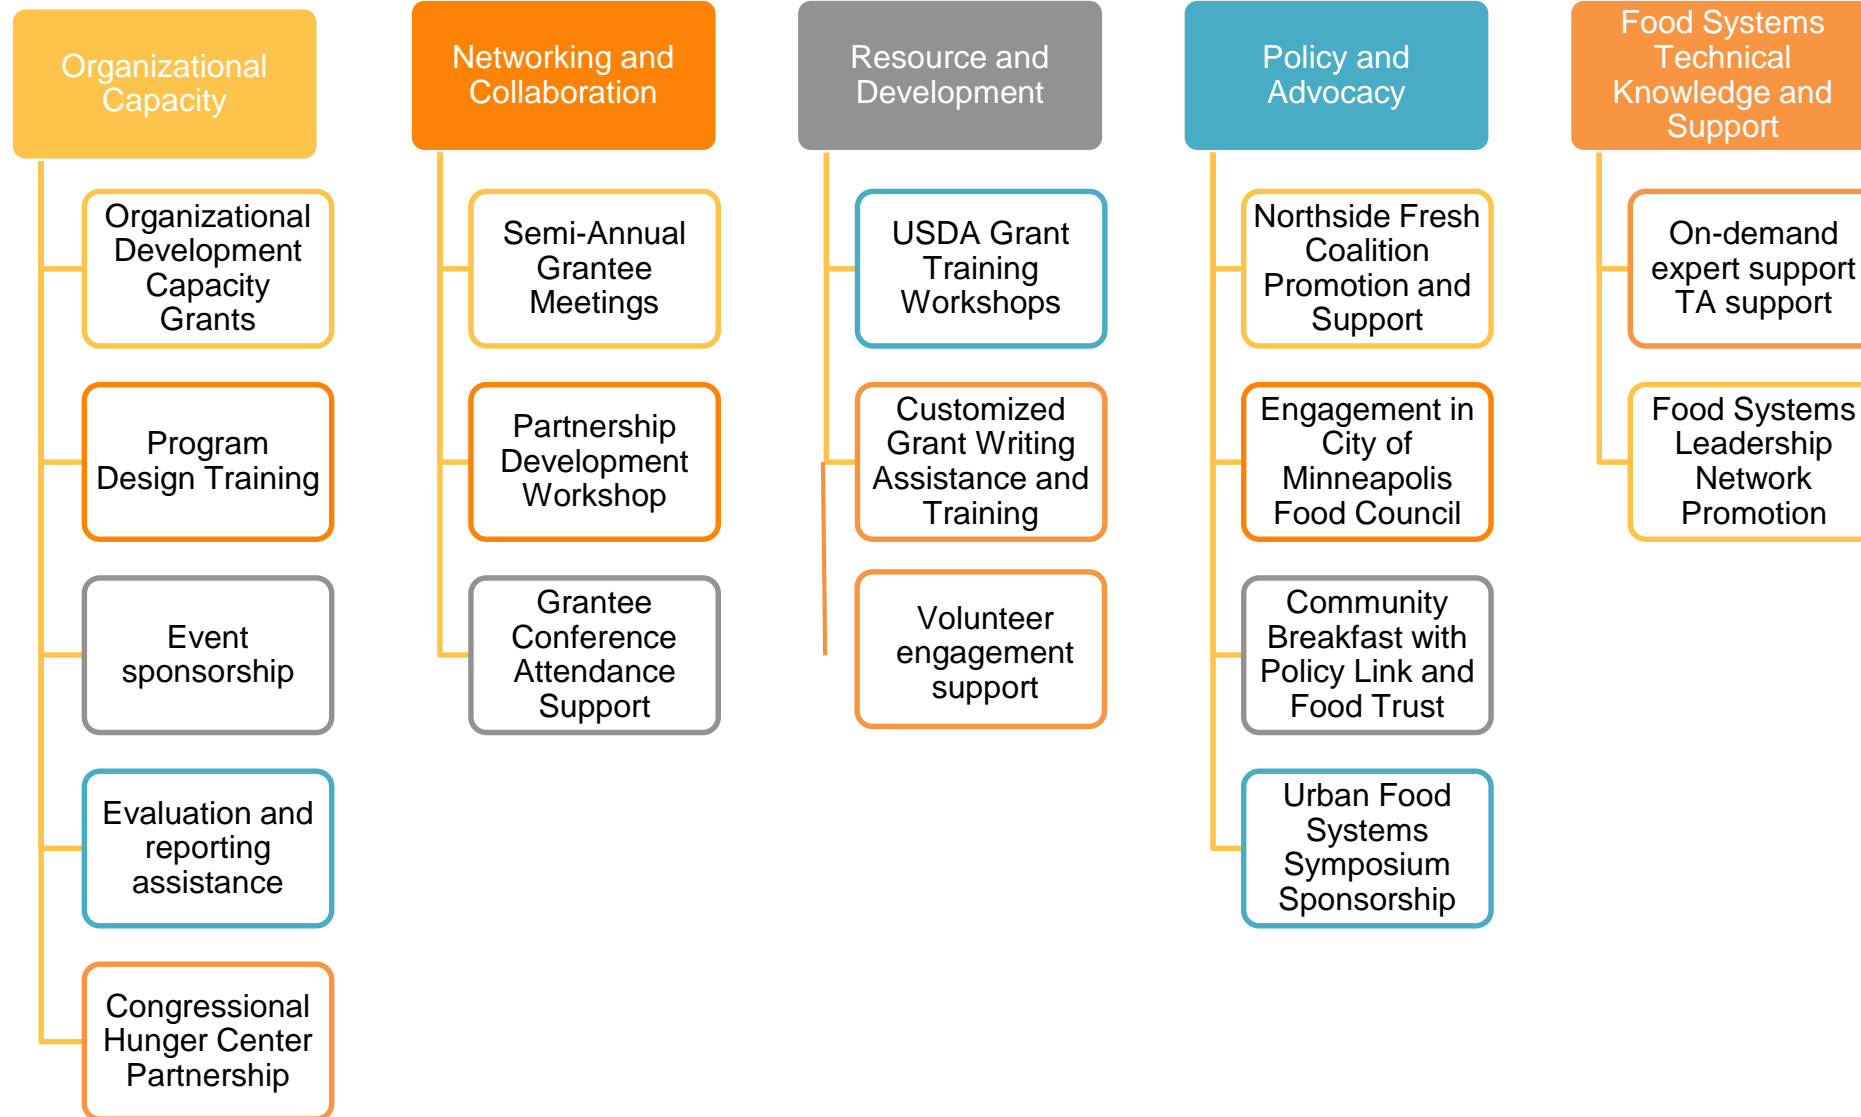 Organizational
Capacity
Organizational
Development
Capacity
Grants
Program
Design Training
Event
sponsorship
Evaluation and
reporting
assistance
Congressional
Hunger Center
Partnership
Networking and
Collaboration
Semi-Annual
Grantee
Meetings
Partnership
Development
Workshop
Grantee
Conference
Attendance
Support
Resource and
Development
USDA Grant
Training
Workshops
Customized
Grant Writing
Assistance and
Training
Volunteer
engagement
support
Policy and
Advocacy
Northside Fresh
Coalition
Promotion and
Support
Engagement in
City of
Minneapolis
Food Council
Community
Breakfast with
Policy Link and
Food Trust
Urban Food
Systems
Symposium
Sponsorship
Food Systems
Technical
Knowledge and
Support
On-demand
expert support
TA support
Food Systems
Leadership
Network
Promotion